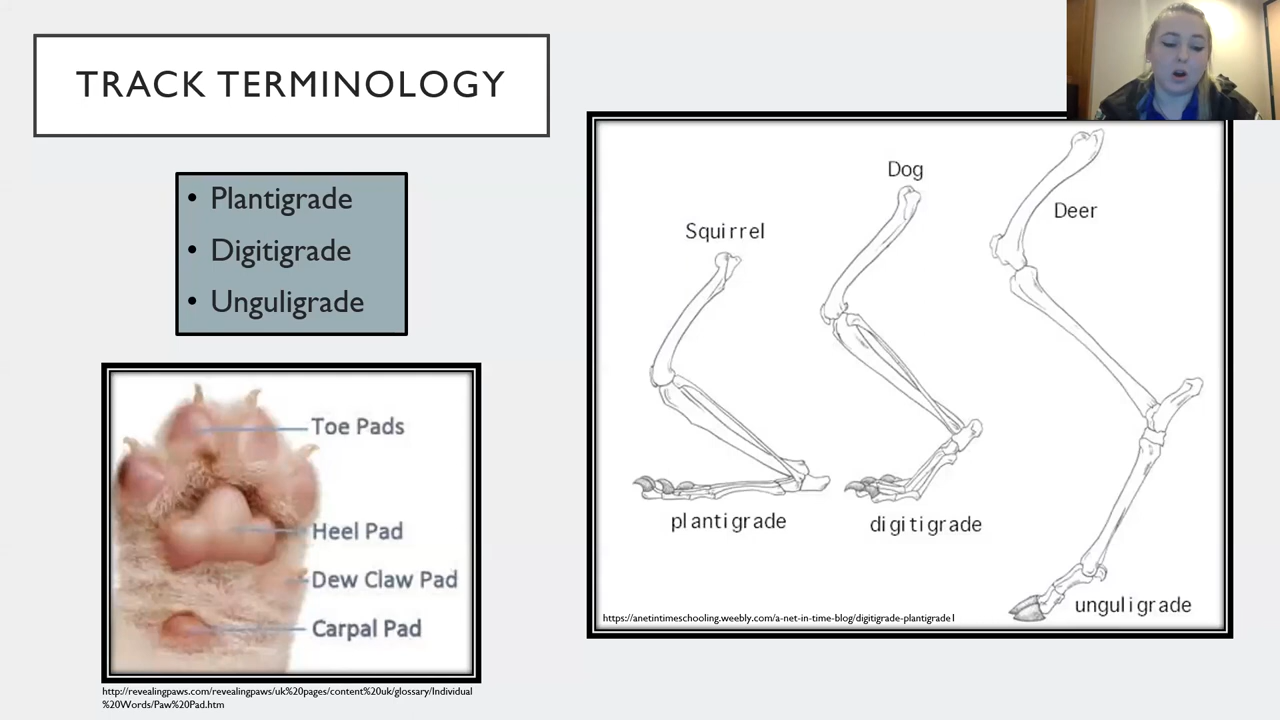 TRACK TERMINOLOGY
• Plantigrade
• Digitigrade
• Unguligrade
Toe Pads
Heel Pad
Dew Claw Pad
Carpal Pad
http://revealingpaws.com/revealingpaws/uk%20pages/content%20uk/glossary/Individual
%20Words/Paw%20Pad.htm
Squirrel
Dog
Deer
plantigrade
digitigrade
unguligrade
https://anetintimeschooling.weebly.com/a-net-in-time-blog/digitigrade-plantigrade1